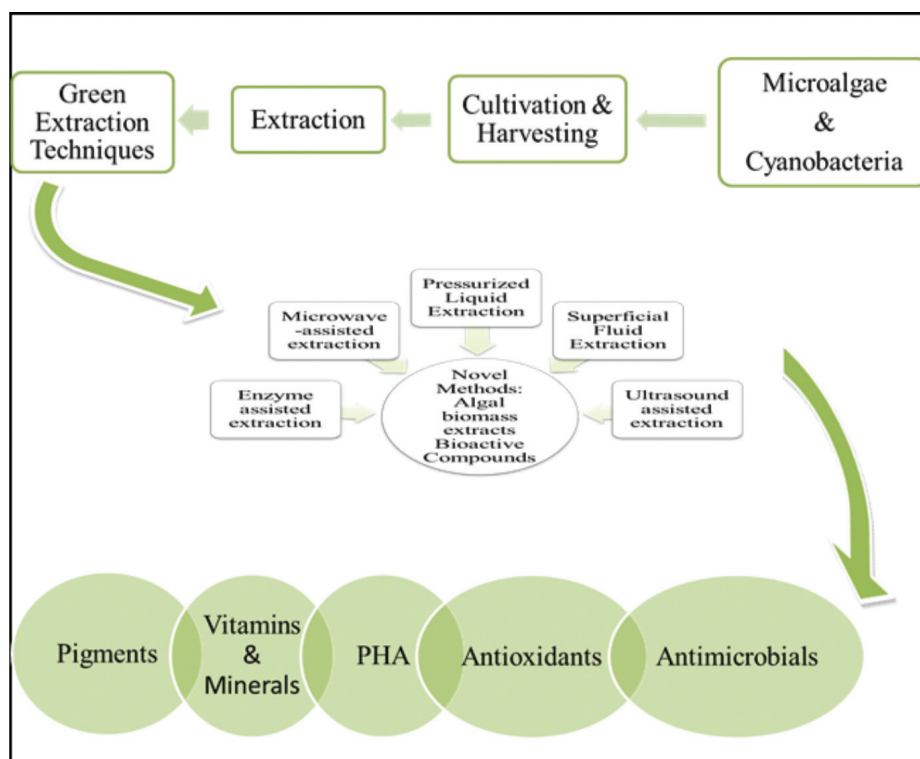 Green
Extraction
Techniques
Extraction
Cultivation &
Harvesting
Microalgae
&
Cyanobacteria
Pressurized
Liquid
Extraction
Microwave
-assisted
extraction
Superficial
Fluid
Extraction
Enzyme
assisted
extraction
Novel
Methods:
Algal
biomass
extracts
Bioactive
Compounds
Ultrasound
assisted
extraction
Pigments
Vitamins
&
Minerals
PHA
Antioxidants
Antimicrobials